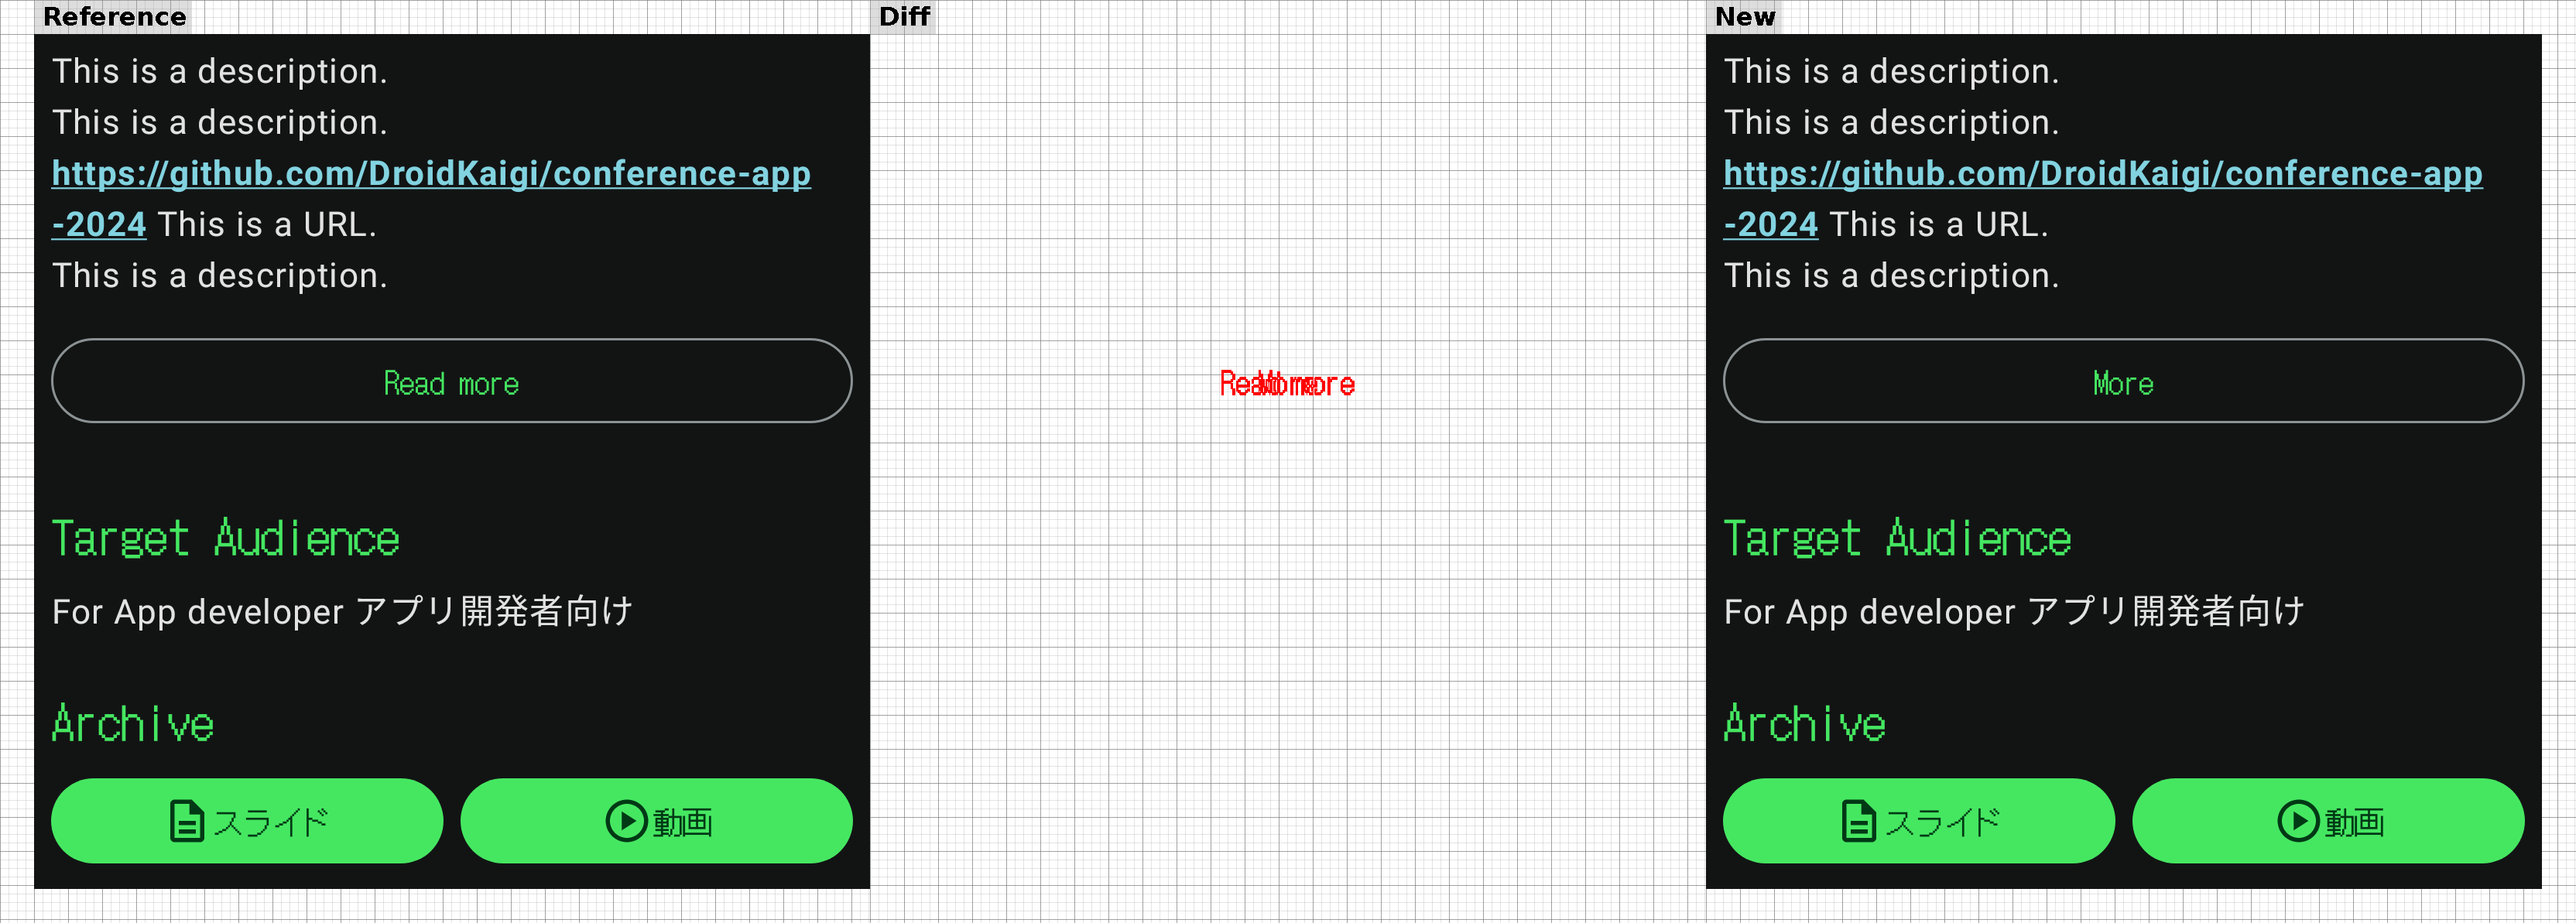 Reference
This is a description.
This is a description.
https://github.com/DroidKaigi/conference-app
-2024 This is a URL.
This is a description.
Read more
Target Audience
For App developer アプリ開発者向け
Archive
スライド
動画
Diff
Read more
More
New
This is a description.
This is a description.
https://github.com/DroidKaigi/conference-app
-2024 This is a URL.
This is a description.
More
Target Audience
For App developer アプリ開発者向け
Archive
スライド
動画